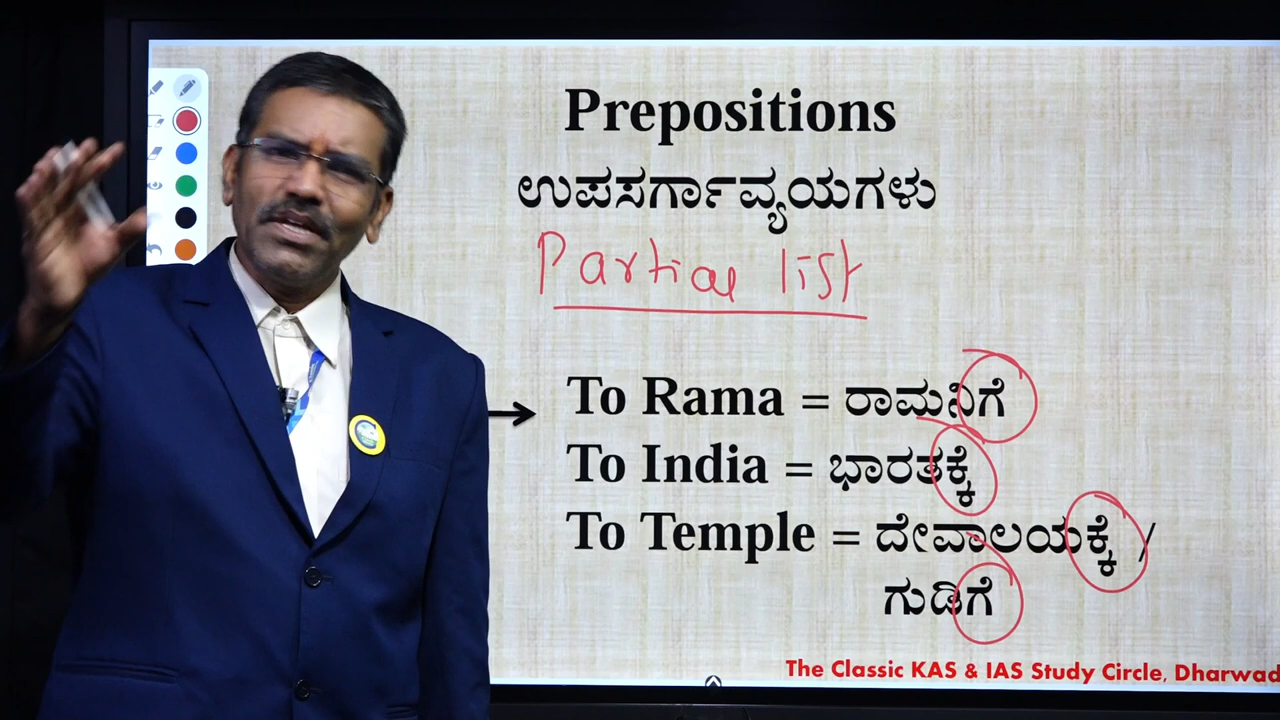 Prepositions
ಉಪಸರ್ಗಾವ್ಯಯಗಳು
Partial list
To Rama = ರಾಮನಿಗೆ
To India = ಭಾರತಕ್ಕೆ
To Temple = ದೇವಾಲಯಕ್ಕೆ /
ಗುಡಿಗೆ
The Classic KAS & IAS Study Circle, Dharwad